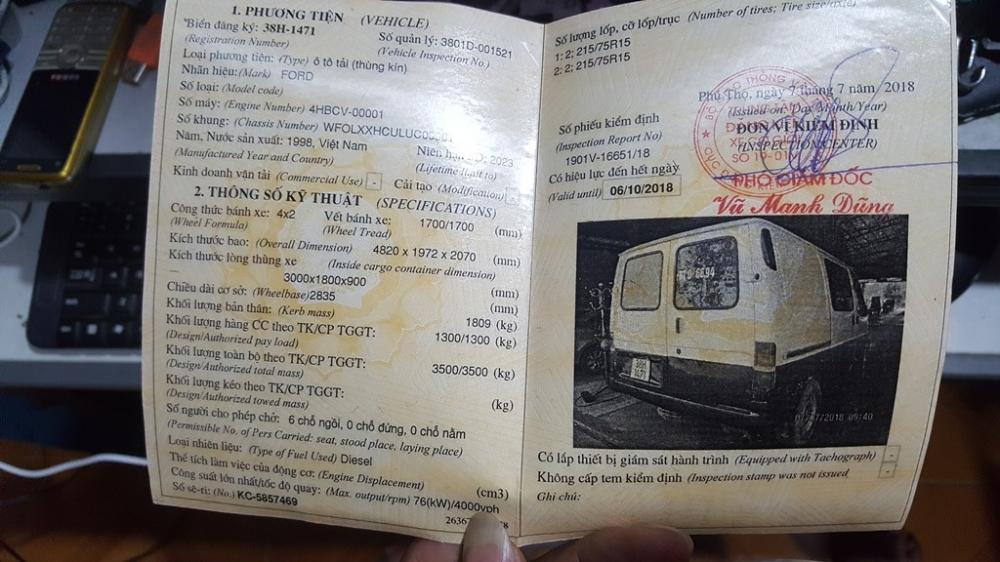 1. PHƯƠNG TIỆN (VEHICLE)
*Biển đăng ký: 38H-1471 Số quản lý: 3801D-001521
(Registration Number) (Vehicle Inspection No.)
Loại phương tiện: (Type) ô tô tải (thùng kín)
Nhãn hiệu: (Mark) FORD
Số loại: (Model code)
Số máy: (Engine Number) 4HBCV-00001
Số khung: (Chassis Number)
Năm, Nước sản xuất: 1998, Việt Nam 2023
(Manufactured Year and Country) (Lifetime limit to)
Kinh doanh vận tải (Commercial Use) - Cải tạo (Modification) -
2. THÔNG SỐ KỸ THUẬT (SPECIFICATIONS)
Công thức bánh xe: 4x2 Vết bánh xe: 1700/1700 (mm)
(Wheel Formula) (Wheel Tread)
Kích thước bao: (Overall Dimension) 4820 x 1972 x 2070 (mm)
Kích thước lòng thùng xe (Inside cargo container dimension)
3000x1800x900 (mm)
Chiều dài cơ sở: (Wheelbase) 2835 (mm)
Khối lượng bản thân: (Kerb mass) 1809 (kg)
Khối lượng hàng CC theo TK/CP TGGT: 1300/1300 (kg)
(Design/Authorized pay load)
Khối lượng toàn bộ theo TK/CP TGGT: 3500/3500 (kg)
(Design/Authorized total mass)
Khối lượng kéo theo TK/CP TGGT: (kg)
(Design/Authorized towed mass)
Số người cho phép chở: 6 chỗ ngồi, 0 chỗ đứng, 0 chỗ nằm
(Permissible No. of Pers Carried: seat, stood place, laying place)
Loại nhiên liệu: (Type of Fuel Used) Diesel
Thể tích làm việc của động cơ: (Engine Displacement) (cm3)
Công suất lớn nhất/tốc độ quay: (Max. output/rpm) 76(kW)/4000vph
Số sê-ri: (No.) KC-5857469
Số lượng lốp, cỡ lốp/trục (Number of tires; Tire size/axle)
1: 2; 215/75R15
2: 2; 215/75R15
Phú Thọ, ngày 7 tháng 7 năm 2018
(Issued on: Day/Month/Year)
Số phiếu kiểm định ĐƠN VỊ KIỂM ĐỊNH
(Inspection Report No) (INSPECTION CENTER)
1901V-16651/18
Có hiệu lực đến hết ngày
(Valid until) 06/10/2018
PHÓ GIÁM ĐỐC
Vũ Mạnh Dũng
Có lắp thiết bị giám sát hành trình (Equipped with Tachograph) -
Không cấp tem kiểm định (Inspection stamp was not issued -
Ghi chú: